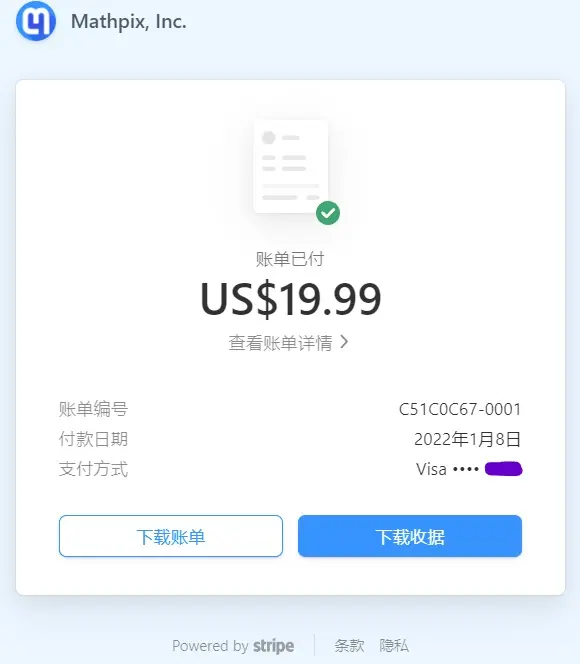 Mathpix, Inc.
账单已付
US$19.99
查看账单详情
账单编号 C51C0C67-0001
付款日期 2022年1月8日
支付方式 Visa ••••
下载账单 下载收据
Powered by stripe 条款 隐私